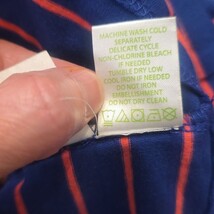 MACHINE WASH COLD
SEPARATELY
DELICATE CYCLE
NON-CHLORINE BLEACH
IF NEEDED
TUMBLE DRY LOW
COOL IRON IF NEEDED
DO NOT IRON
EMBELLISHMENT
DO NOT DRY CLEAN